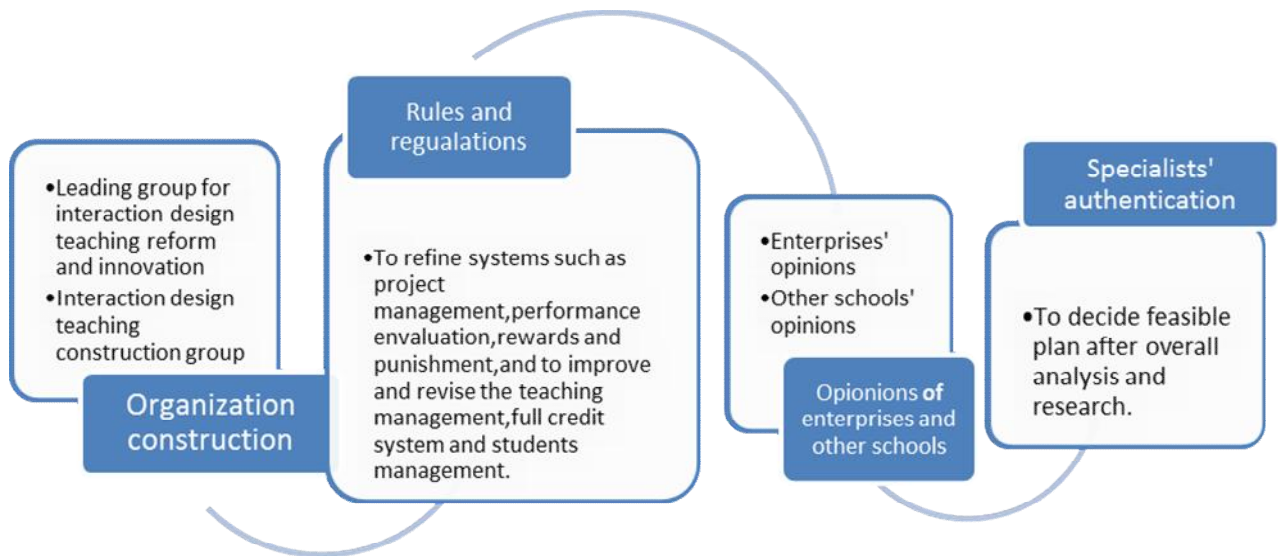 •Leading group for
interaction design
teaching reform
and innovation
•Interaction design
teaching
construction group
Organization
construction
Rules and
regualations
•To refine systems such as
project
management,performance
envaluation,rewards and
punishment,and to improve
and revise the teaching
management,full credit
system and students
management.
•Enterprises'
opinions
•Other schools'
opinions
Opionions of
enterprises and
other schools
Specialists'
authentication
•To decide feasible
plan after overall
analysis and
research.